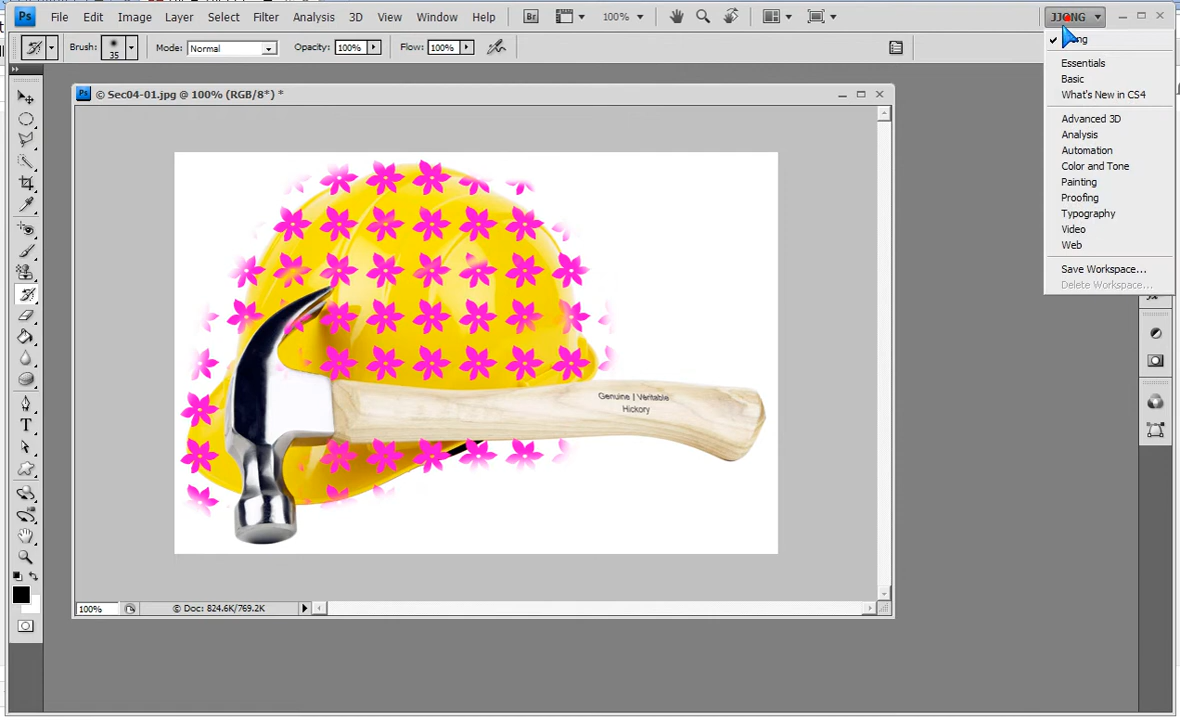 Ps File Edit Image Layer Select Filter Analysis 3D View Window Help Br 100% JJONG
Brush: 35 Mode: Normal Opacity: 100% Flow: 100%
Essentials
Basic
What's New in CS4
Advanced 3D
Analysis
Automation
Color and Tone
Painting
Proofing
Typography
Video
Web
Save Workspace...
Delete Workspace...
Ps © Sec04-01.jpg @ 100% (RGB/8*) *
Genuine | Veritable
Hickory
T
100% © Doc: 824.6K/769.2K